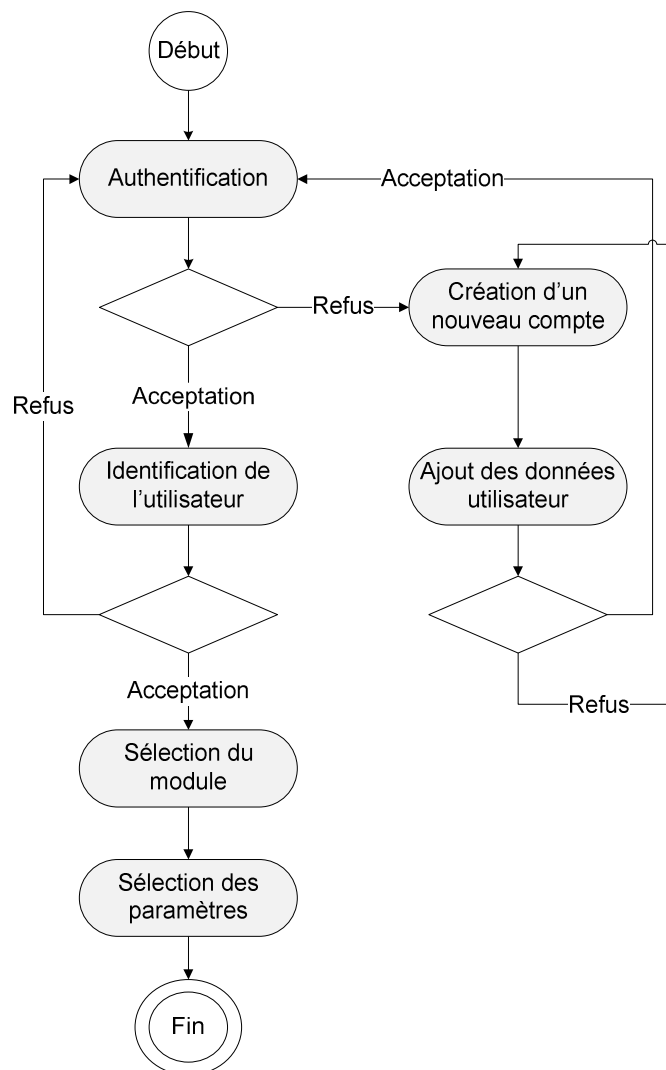 Début
Authentification
Acceptation
Refus
Création d’un
nouveau compte
Acceptation
Refus
Identification de
l’utilisateur
Ajout des données
utilisateur
Acceptation
Refus
Sélection du
module
Sélection des
paramètres
Fin